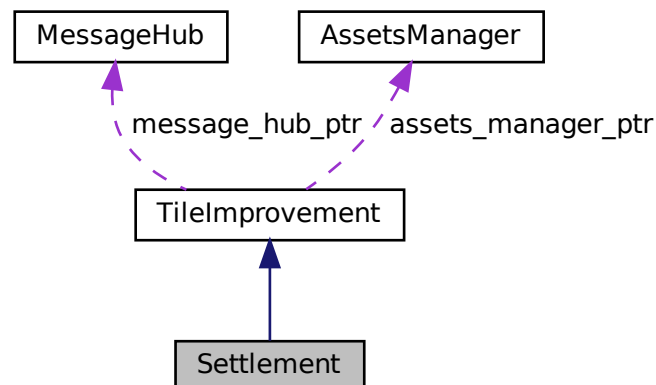 MessageHub
AssetsManager
message_hub_ptr
assets_manager_ptr
TileImprovement
Settlement